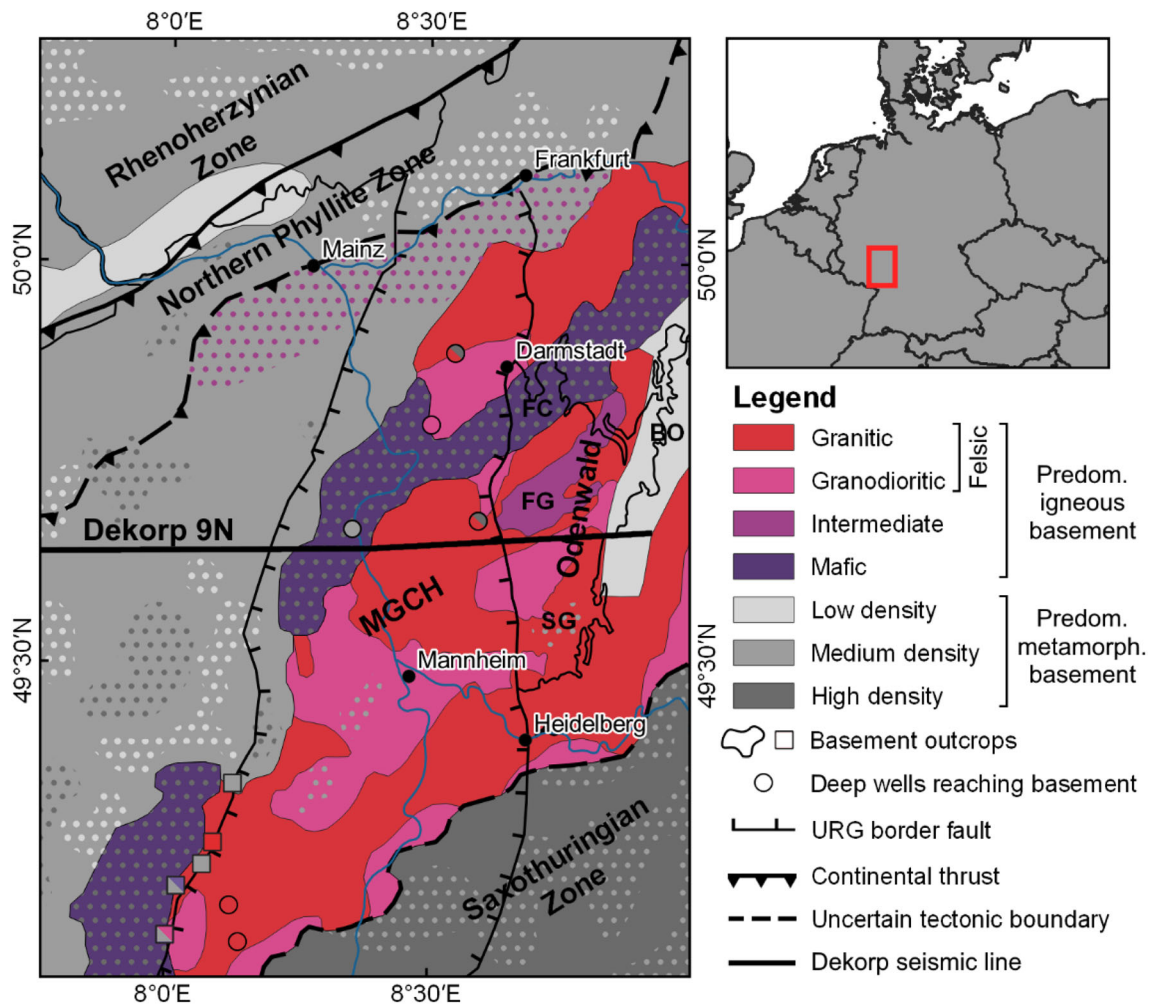 8°0′E
8°30′E
50°0′N
Rhenoherzynian
Zone
Northern Phyllite Zone
Frankfurt
Mainz
50°0′N
Darmstadt
FC
BO
FG
Odenwald
Dekorp 9N
MGCH
SG
49°30′N
49°30′N
Mannheim
Heidelberg
Saxothuringian
Zone
8°0′E
8°30′E
Legend
Granitic
Granodioritic
Felsic
Intermediate
Mafic
Predom.
igneous
basement
Low density
Medium density
High density
Predom.
metamorph.
basement
Basement outcrops
Deep wells reaching basement
URG border fault
Continental thrust
Uncertain tectonic boundary
Dekorp seismic line